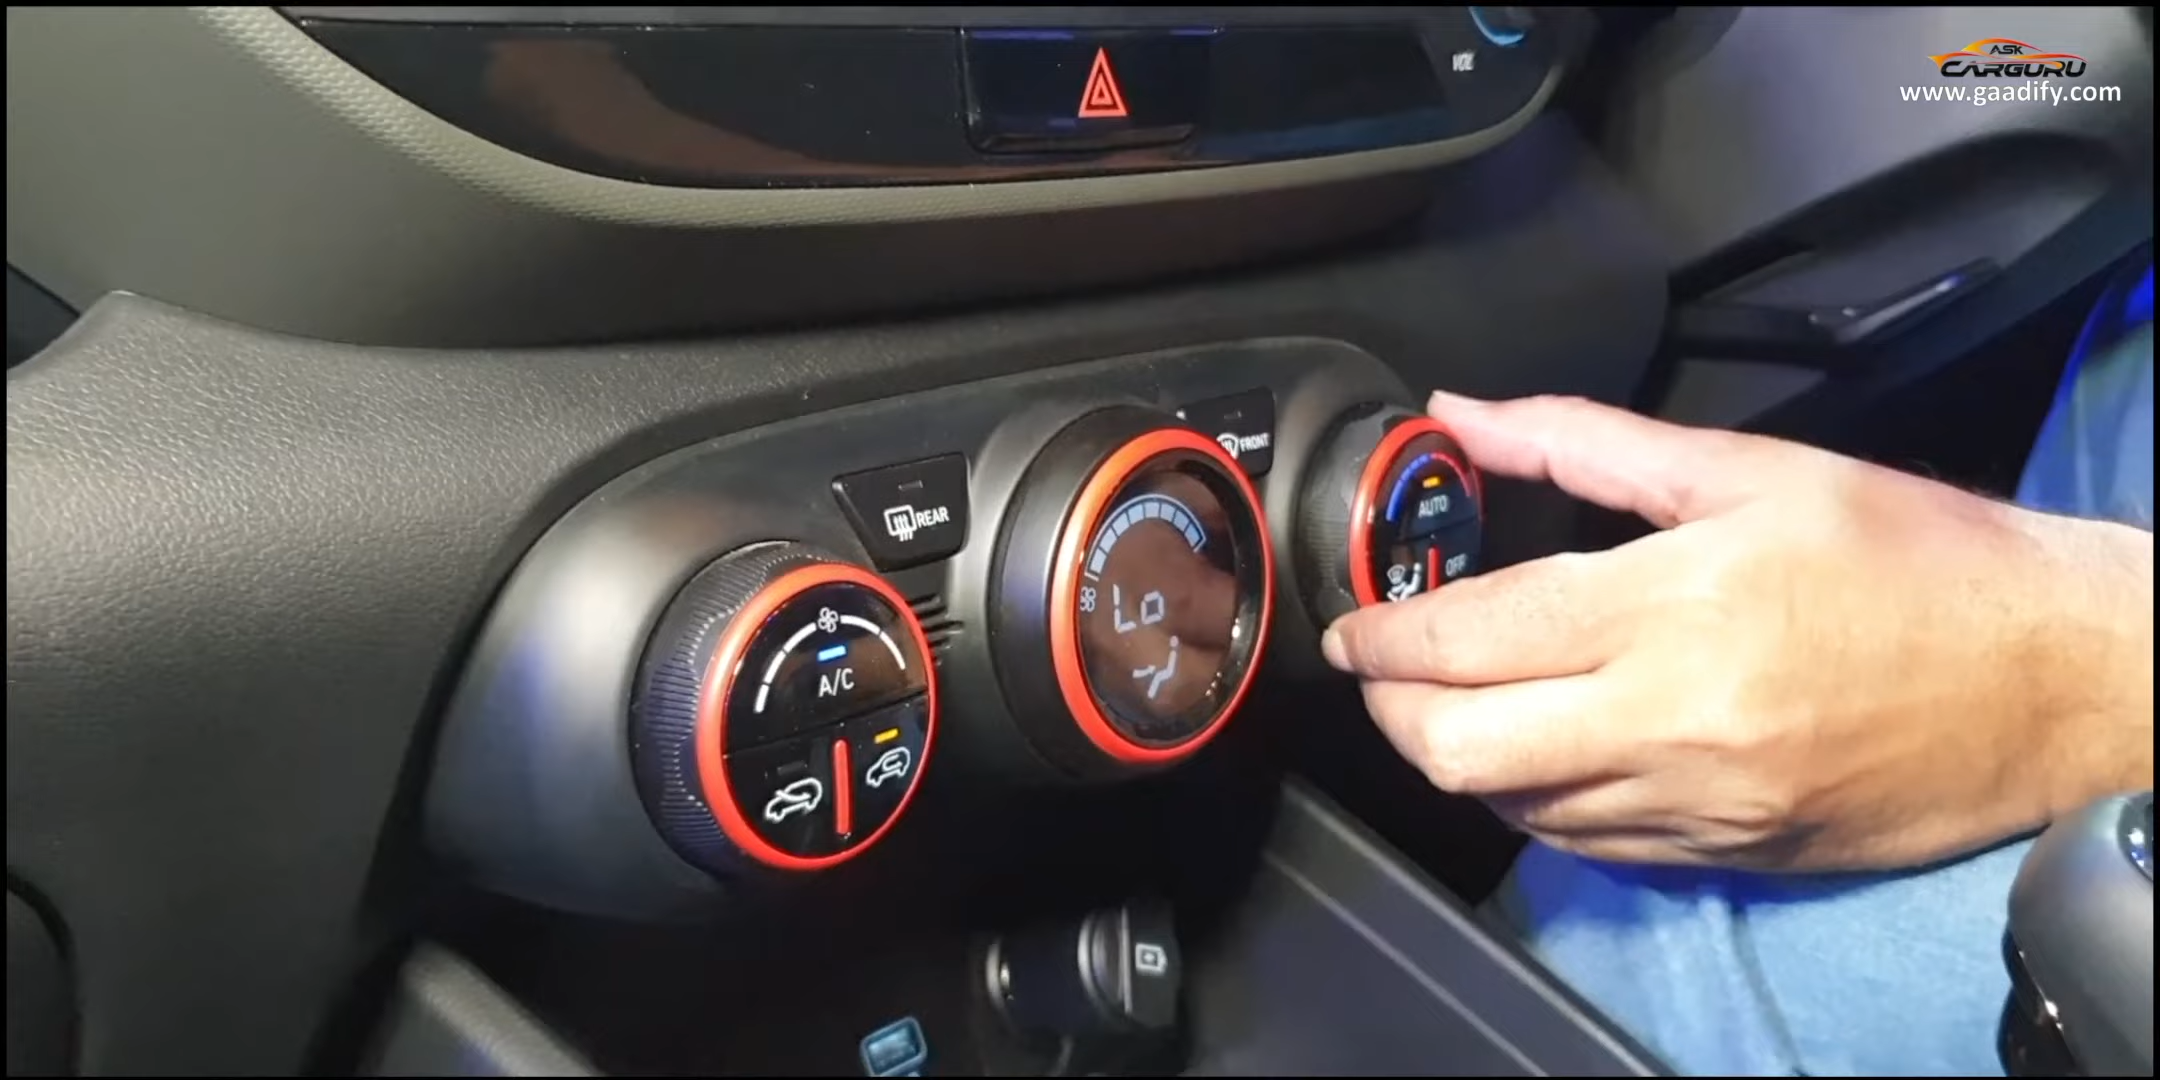 VOL
ASK
CARGURU
www.gaadify.com
FRONT
REAR
AUTO
OFF
Lo
A/C